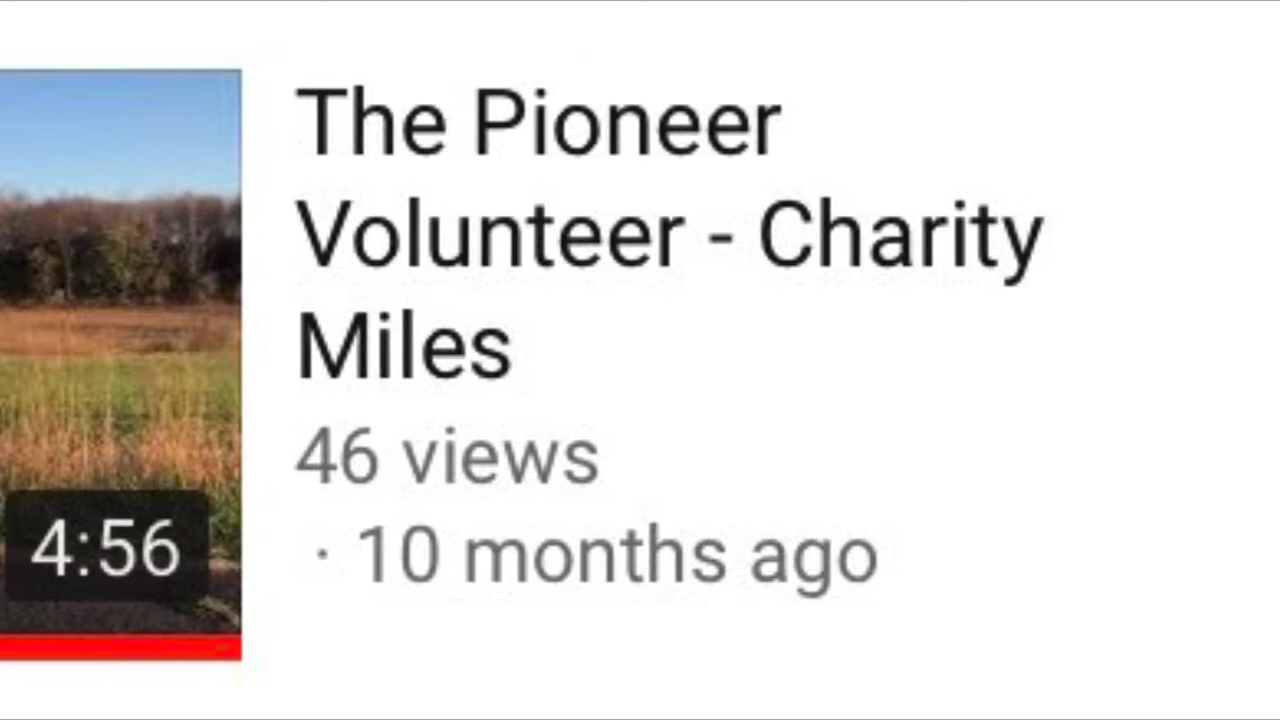 The Pioneer
Volunteer - Charity
Miles
46 views
· 10 months ago
4:56